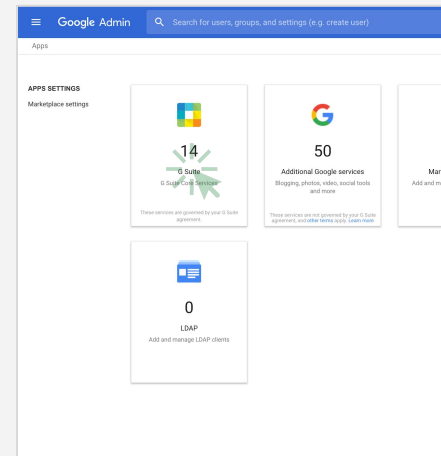 Google Admin
Search for users, groups, and settings (e.g. create user)
Apps
APPS SETTINGS
Marketplace settings
14
G Suite
G Suite Core Services
These services are governed by your G Suite
agreement.
50
Additional Google services
Blogging, photos, video, social tools
and more
These services are not governed by your G Suite
agreement, and other terms apply. Learn more
Mar
Add and m
0
LDAP
Add and manage LDAP clients